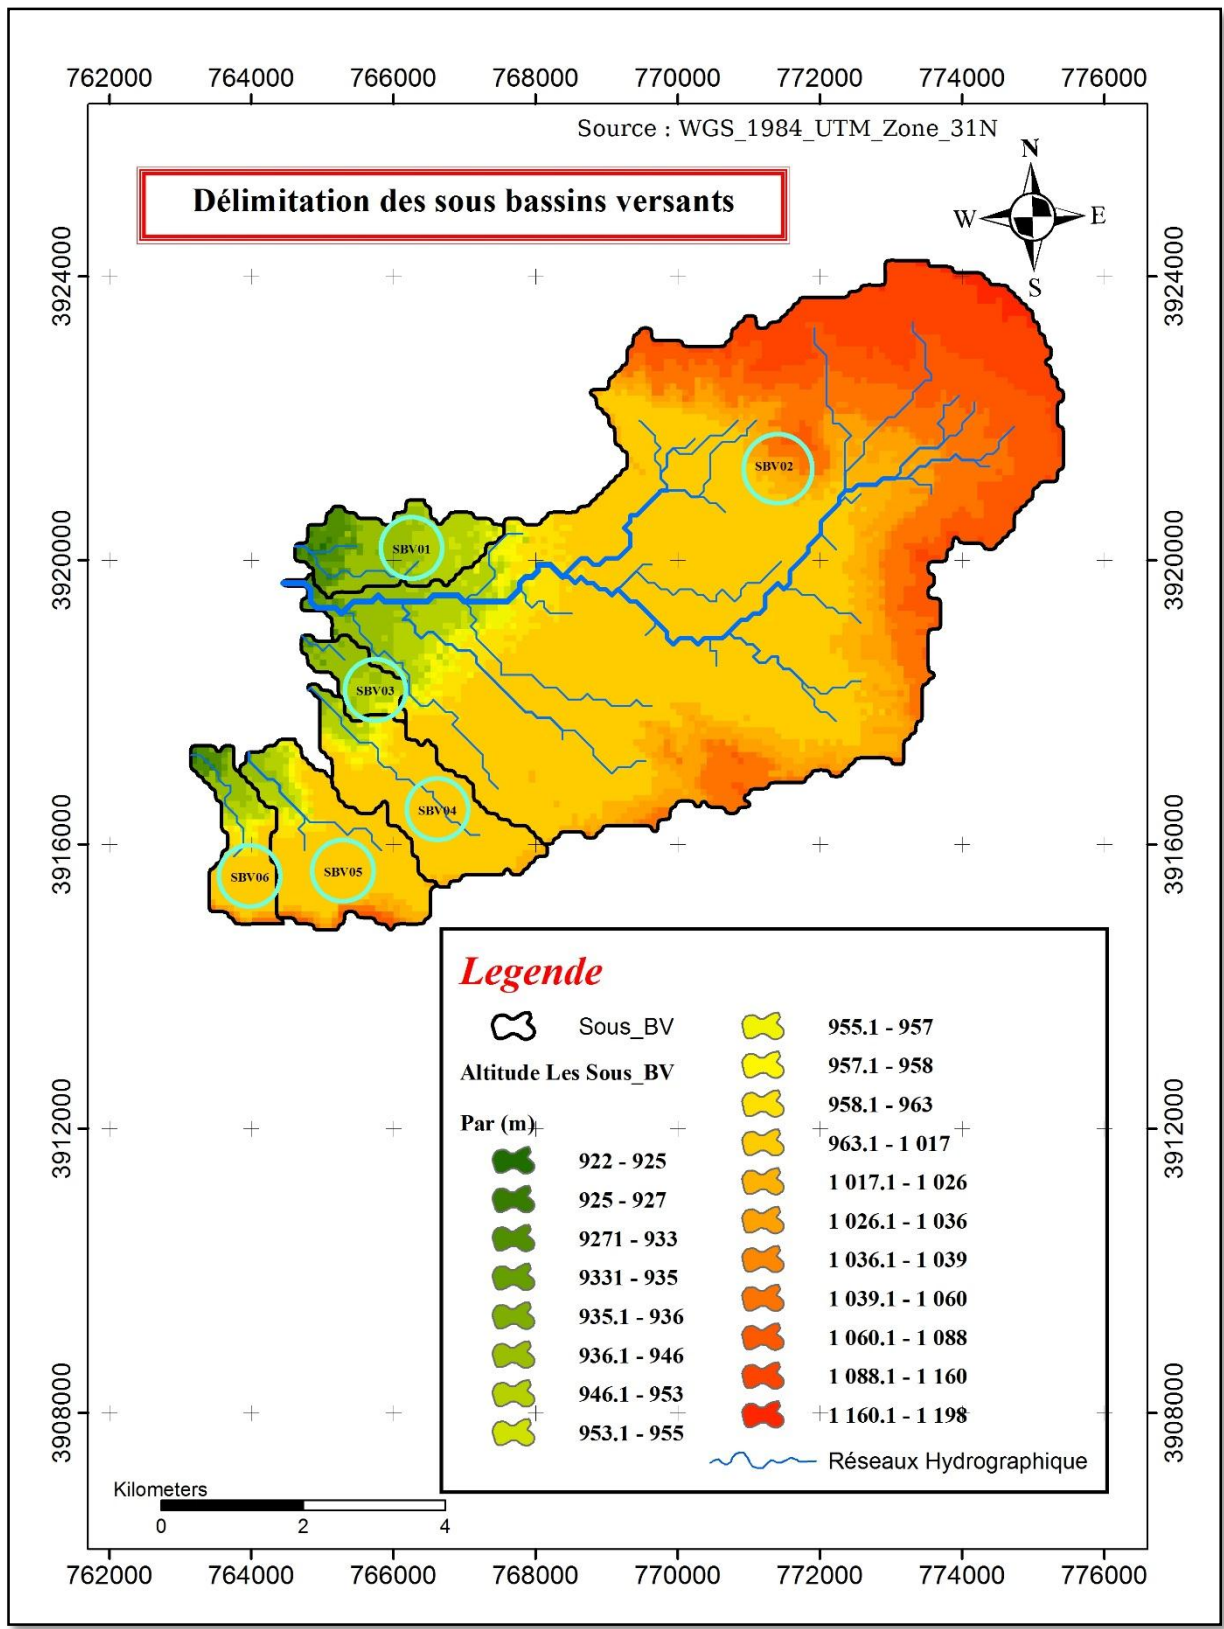 762000 764000 766000 768000 770000 772000 774000 776000
Source : WGS_1984_UTM_Zone_31N
Délimitation des sous bassins versants
N
W E
S
3924000 3924000
SBV02
SBV01
3920000 3920000
SBV03
SBV04
3916000 3916000
SBV05
SBV06
Legende
Sous_BV
Altitude Les Sous_BV
Par (m)
922 - 925
925 - 927
9271 - 933
9331 - 935
935.1 - 936
936.1 - 946
946.1 - 953
953.1 - 955
955.1 - 957
957.1 - 958
958.1 - 963
963.1 - 1 017
1 017.1 - 1 026
1 026.1 - 1 036
1 036.1 - 1 039
1 039.1 - 1 060
1 060.1 - 1 088
1 088.1 - 1 160
1 160.1 - 1 198
Réseaux Hydrographique
3912000 3912000
3908000 3908000
Kilometers
0 2 4
762000 764000 766000 768000 770000 772000 774000 776000